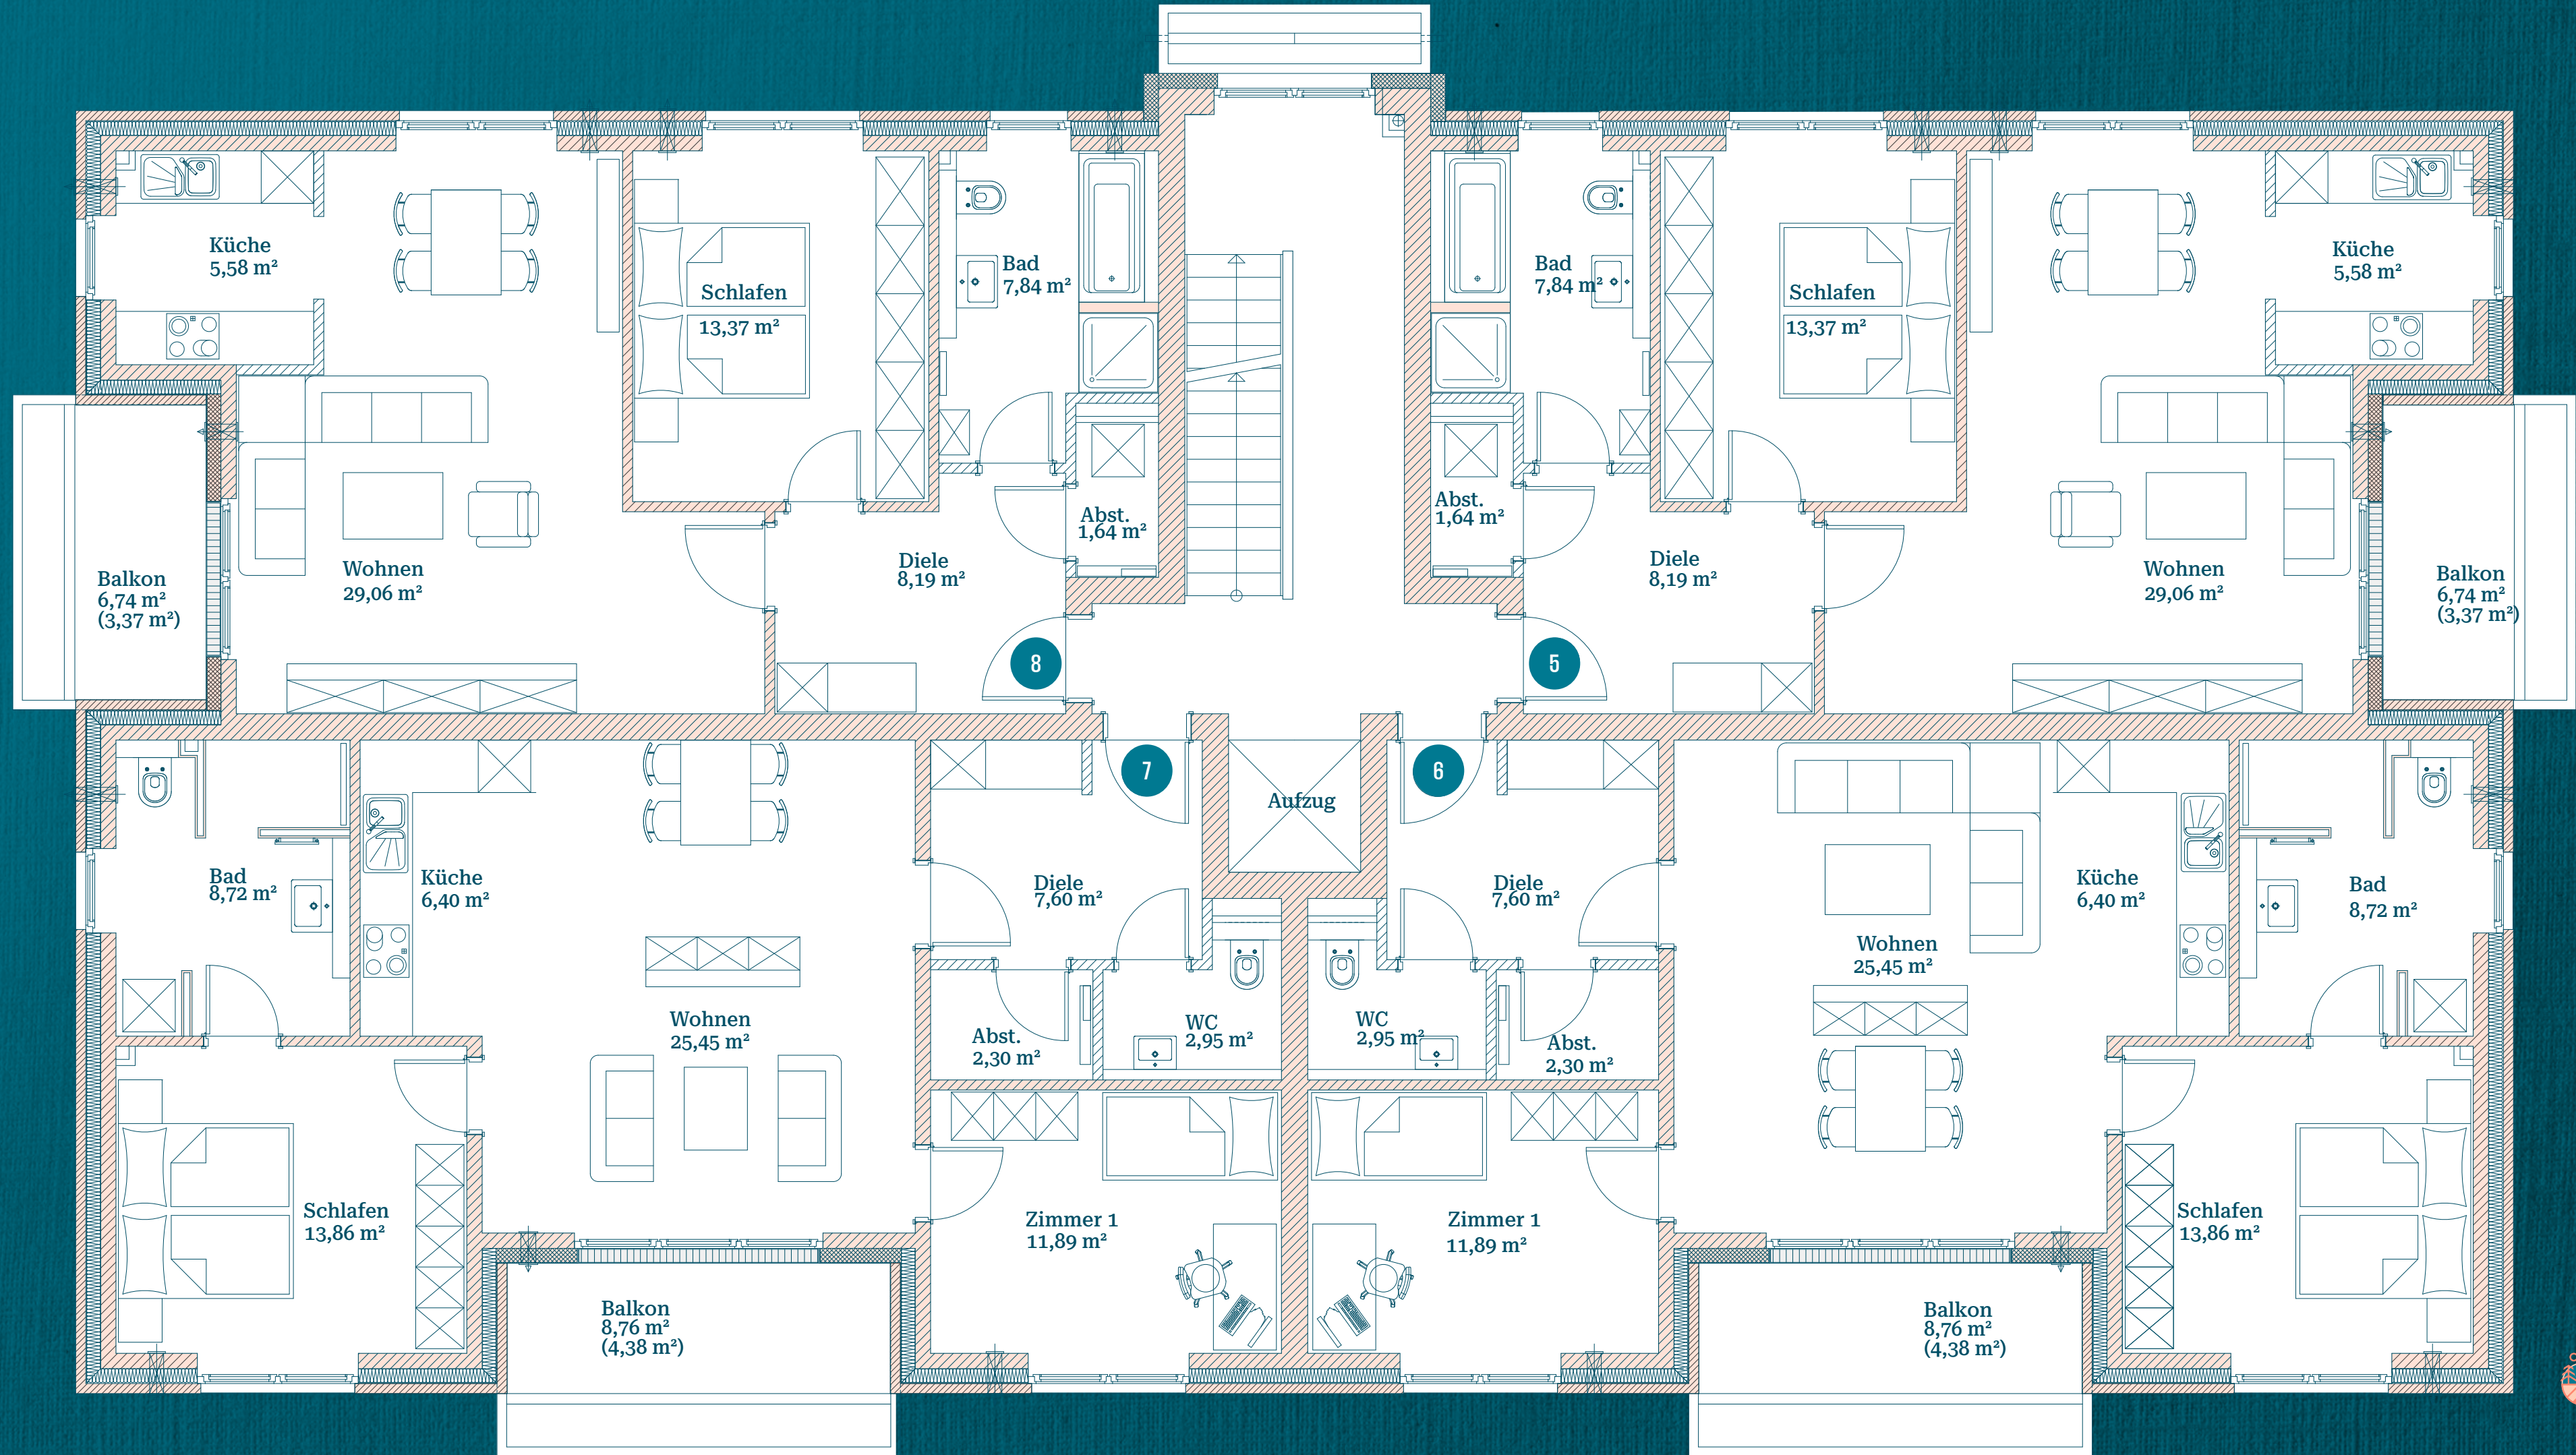 Küche
5,58 m²
Schlafen
13,37 m²
Bad
7,84 m²
Abst.
1,64 m²
Diele
8,19 m²
Wohnen
29,06 m²
Balkon
6,74 m²
(3,37 m²)
8
Bad
7,84 m²
Schlafen
13,37 m²
Küche
5,58 m²
Abst.
1,64 m²
Diele
8,19 m²
Wohnen
29,06 m²
Balkon
6,74 m²
(3,37 m²)
5
7
Aufzug
6
Bad
8,72 m²
Küche
6,40 m²
Diele
7,60 m²
Wohnen
25,45 m²
Abst.
2,30 m²
WC
2,95 m²
Schlafen
13,86 m²
Zimmer 1
11,89 m²
Balkon
8,76 m²
(4,38 m²)
Diele
7,60 m²
Wohnen
25,45 m²
Küche
6,40 m²
Bad
8,72 m²
WC
2,95 m²
Abst.
2,30 m²
Zimmer 1
11,89 m²
Schlafen
13,86 m²
Balkon
8,76 m²
(4,38 m²)